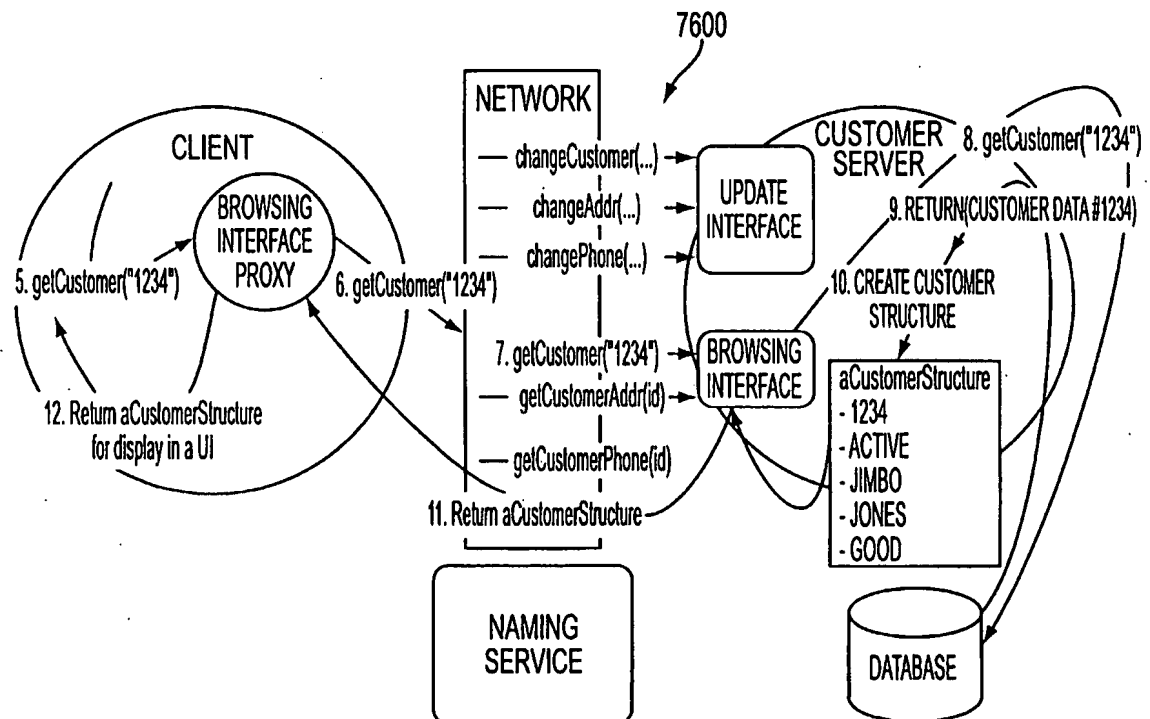 7600
NETWORK
CLIENT
BROWSING
INTERFACE
PROXY
5. getCustomer("1234")
6. getCustomer("1234")
12. Return aCustomerStructure
for display in a UI
changeCustomer(...)
changeAddr(...)
changePhone(...)
7. getCustomer("1234")
getCustomerAddr(id)
getCustomerPhone(id)
11. Return aCustomerStructure
NAMING
SERVICE
CUSTOMER
SERVER
UPDATE
INTERFACE
BROWSING
INTERFACE
8. getCustomer("1234")
9. RETURN(CUSTOMER DATA #1234)
10. CREATE CUSTOMER
STRUCTURE
aCustomerStructure
- 1234
- ACTIVE
- JIMBO
- JONES
- GOOD
DATABASE